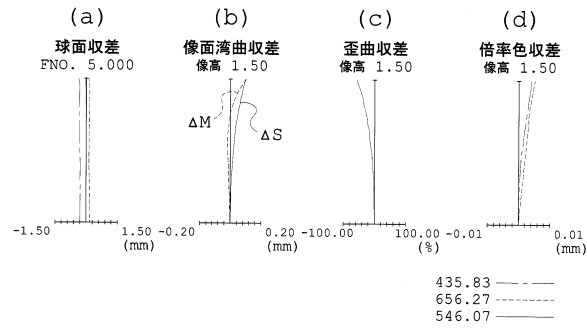 (a)
球面収差
FNO. 5.000
-1.50
1.50
(mm)
(b)
像面湾曲収差
像高 1.50
ΔM
ΔS
-0.20
0.20
(mm)
(c)
歪曲収差
像高 1.50
-100.00
100.00
(%)
(d)
倍率色収差
像高 1.50
-0.01
0.01
(mm)
435.83
656.27
546.07